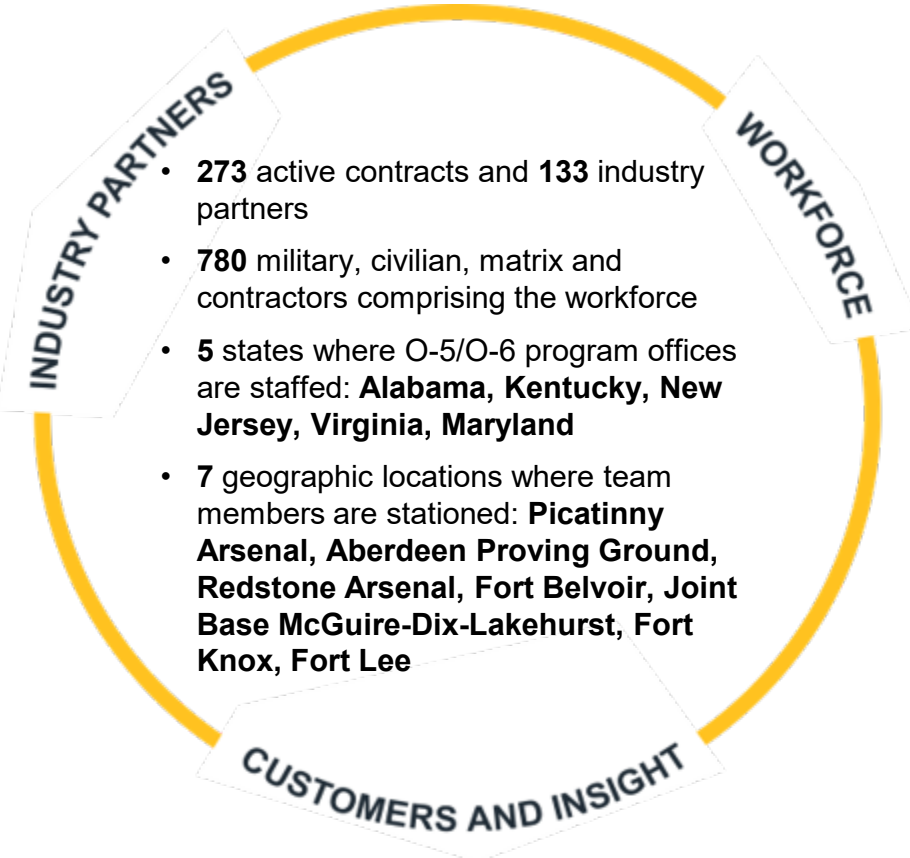 INDUSTRY PARTNERS
WORKFORCE
• 273 active contracts and 133 industry
partners
• 780 military, civilian, matrix and
contractors comprising the workforce
• 5 states where O-5/O-6 program offices
are staffed: Alabama, Kentucky, New
Jersey, Virginia, Maryland
• 7 geographic locations where team
members are stationed: Picatinny
Arsenal, Aberdeen Proving Ground,
Redstone Arsenal, Fort Belvoir, Joint
Base McGuire-Dix-Lakehurst, Fort
Knox, Fort Lee
CUSTOMERS AND INSIGHT